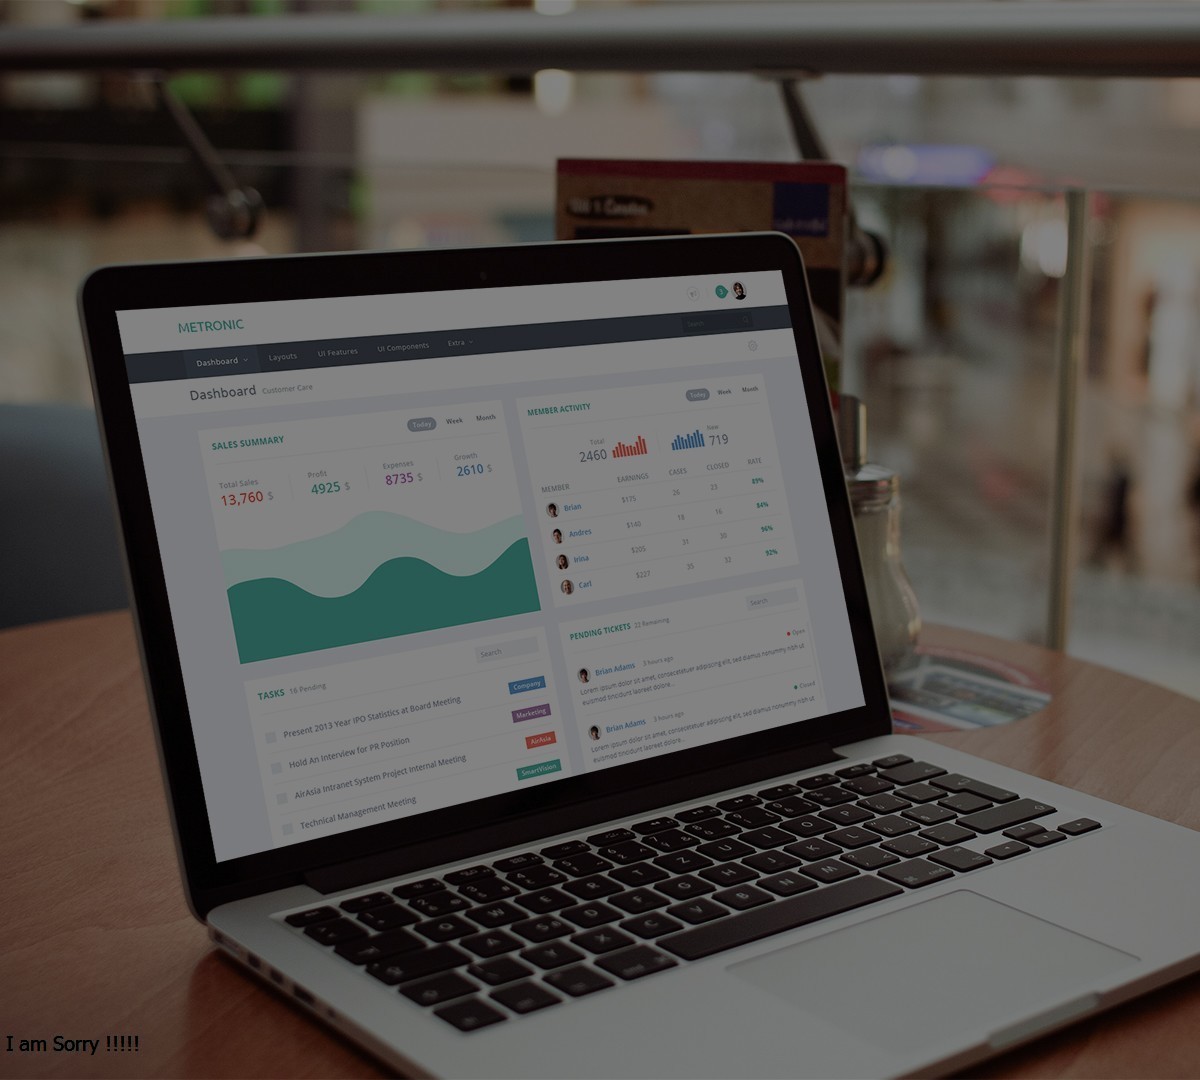 METRONIC
3
Dashboard Layouts UI Features UI Components Extra Search
Dashboard Customer Care
SALES SUMMARY Today Week Month
Total Sales Profit Expenses Growth
13,760 $ 4925 $ 8735 $ 2610 $
MEMBER ACTIVITY Today Week Month
Total New
2460 719
MEMBER EARNINGS CASES CLOSED RATE
Brian $175 26 23 89%
Andres $140 16 84%
Irina $205 30 96%
Carl $227 35 32 92%
TASKS 16 Pending Search
Present 2013 Year IPO Statistics at Board Meeting Company
Hold An Interview for PR Position Marketing
AirAsia Intranet System Project Internal Meeting AirAsia
Technical Management Meeting SmartVision
PENDING TICKETS 22 Remaining Search
Brian Adams 3 hours ago Open
Lorem ipsum dolor sit amet, consectetuer adipiscing elit, sed diamus nonummy nibh ut
euismod tincidunt laoreet dolore...
Brian Adams 5 hours ago Closed
Lorem ipsum dolor sit amet, consectetuer adipiscing elit, sed diamus nonummy nibh ut
euismod tincidunt laoreet dolore...
I am Sorry !!!!!